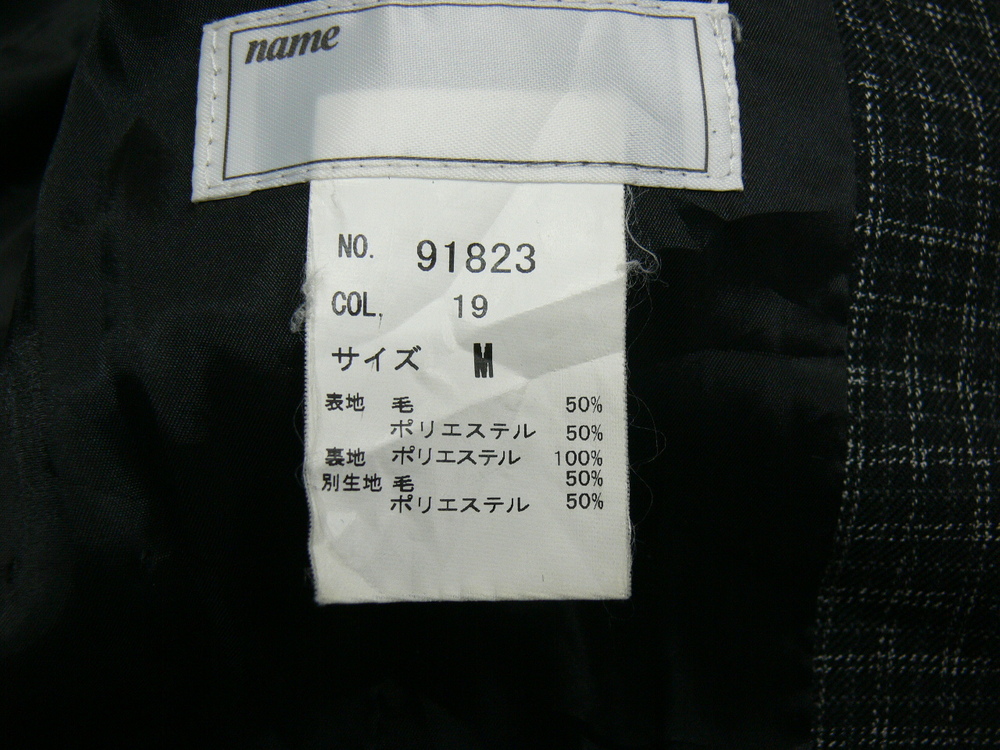 name
NO. 91823
COL, 19
サイズ M
表地 毛 50%
ポリエステル 50%
裏地 ポリエステル 100%
別生地 毛 50%
ポリエステル 50%